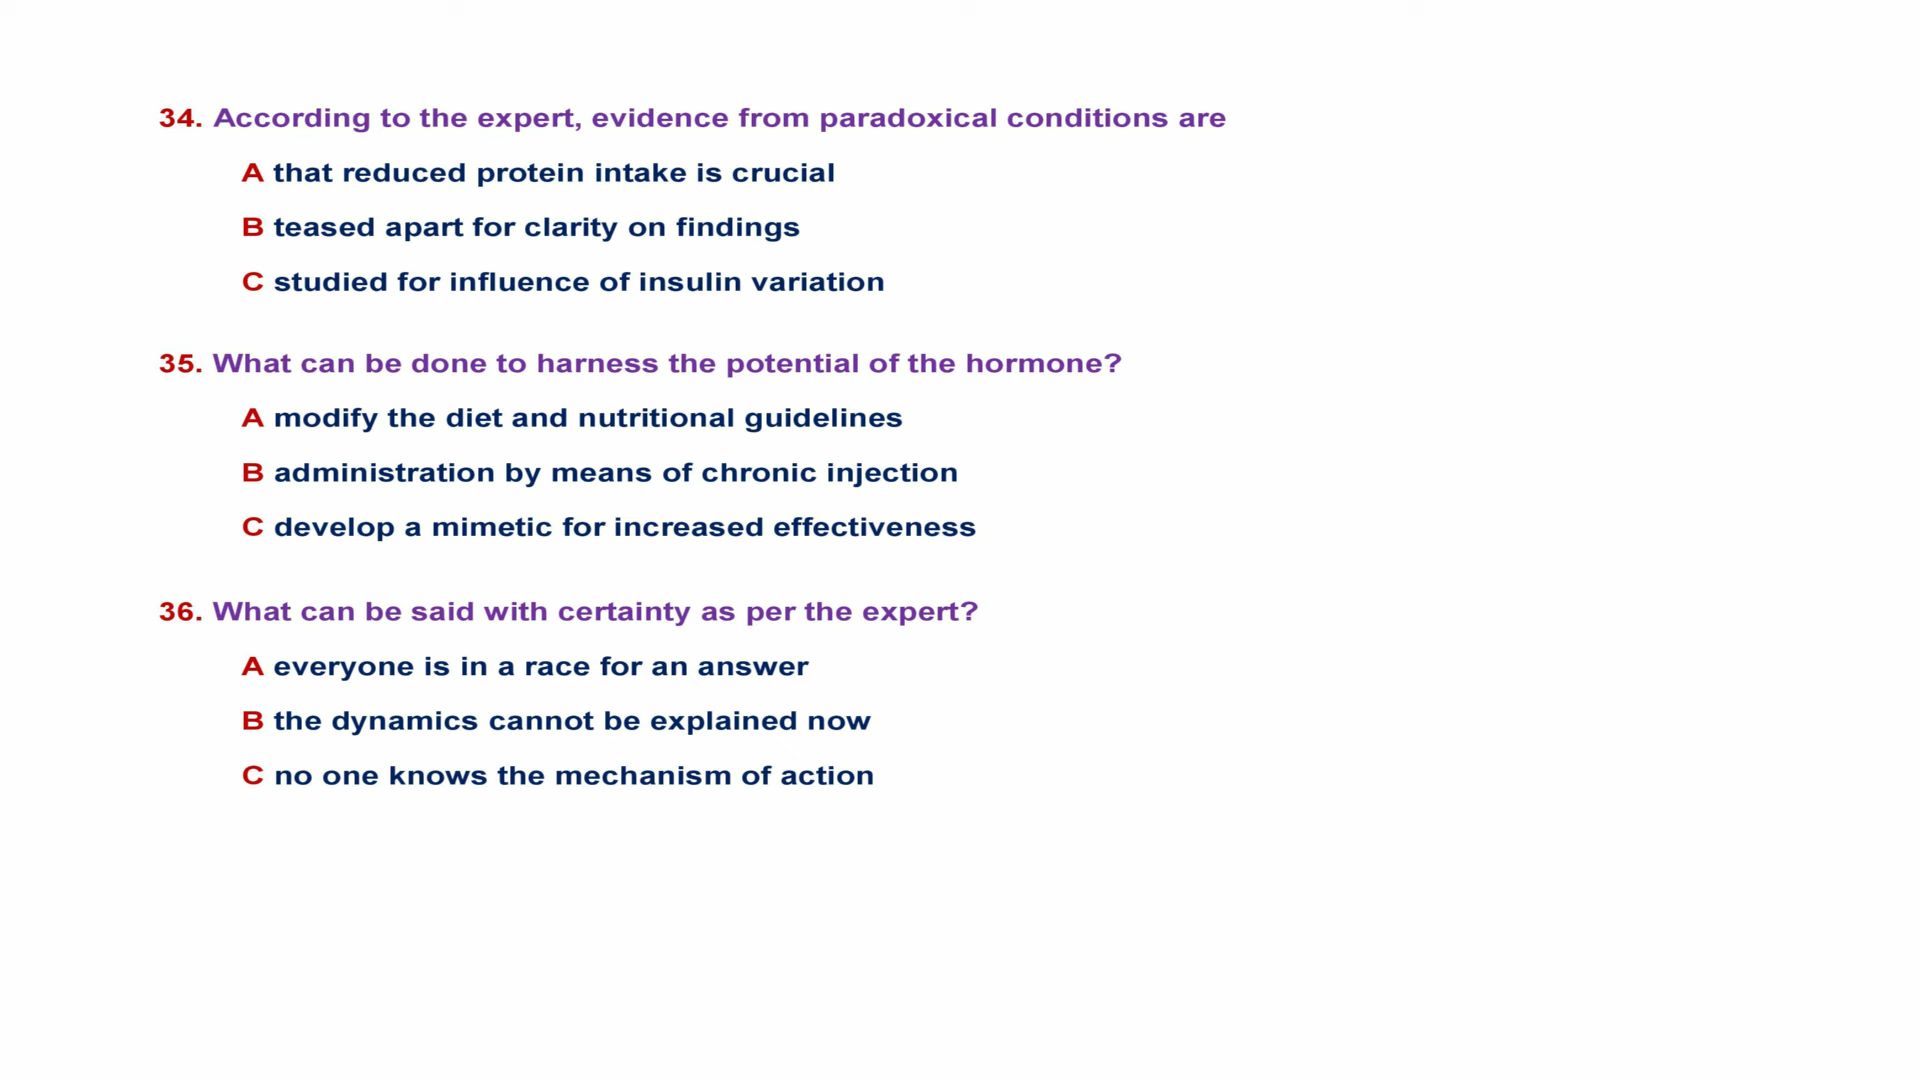 34. According to the expert, evidence from paradoxical conditions are
A that reduced protein intake is crucial
B teased apart for clarity on findings
C studied for influence of insulin variation
35. What can be done to harness the potential of the hormone?
A modify the diet and nutritional guidelines
B administration by means of chronic injection
C develop a mimetic for increased effectiveness
36. What can be said with certainty as per the expert?
A everyone is in a race for an answer
B the dynamics cannot be explained now
C no one knows the mechanism of action